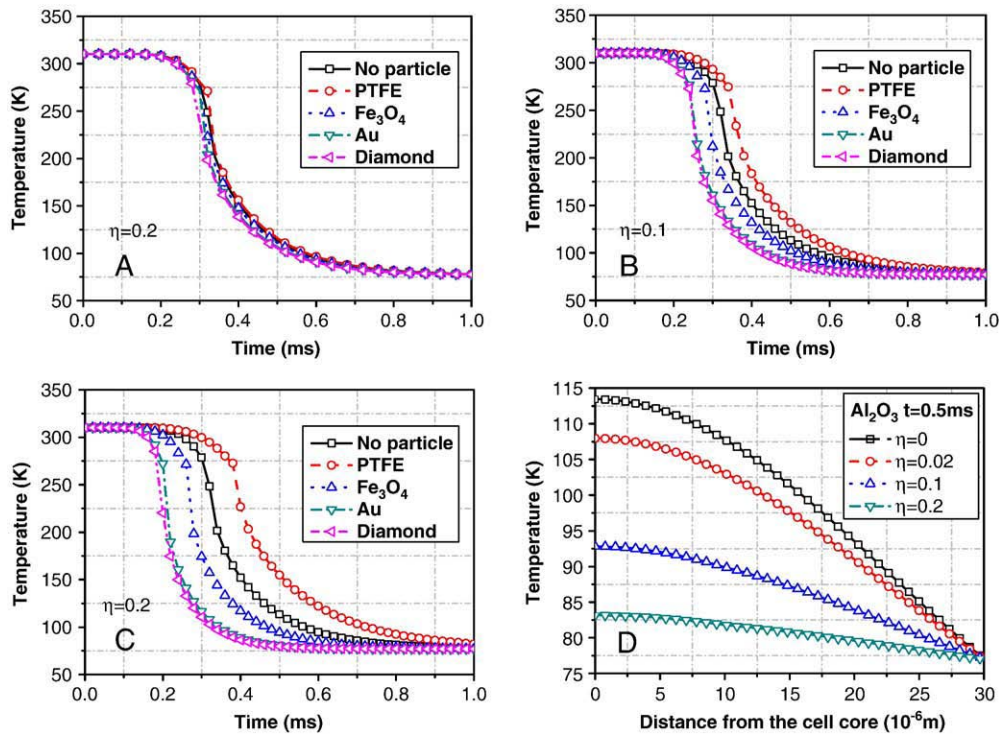 350
300
250
200
150
100
50
Temperature (K)
No particle
PTFE
Fe₃O₄
Au
Diamond
η=0.2
A
0.0 0.2 0.4 0.6 0.8 1.0
Time (ms)
350
300
250
200
150
100
50
Temperature (K)
No particle
PTFE
Fe₃O₄
Au
Diamond
η=0.1
B
0.0 0.2 0.4 0.6 0.8 1.0
Time (ms)
350
300
250
200
150
100
50
Temperature (K)
No particle
PTFE
Fe₃O₄
Au
Diamond
η=0.2
C
0.0 0.2 0.4 0.6 0.8 1.0
Time (ms)
115
110
105
100
95
90
85
80
75
Temperature (K)
Al₂O₃ t=0.5ms
η=0
η=0.02
η=0.1
η=0.2
D
0 5 10 15 20 25 30
Distance from the cell core (10⁻⁶m)